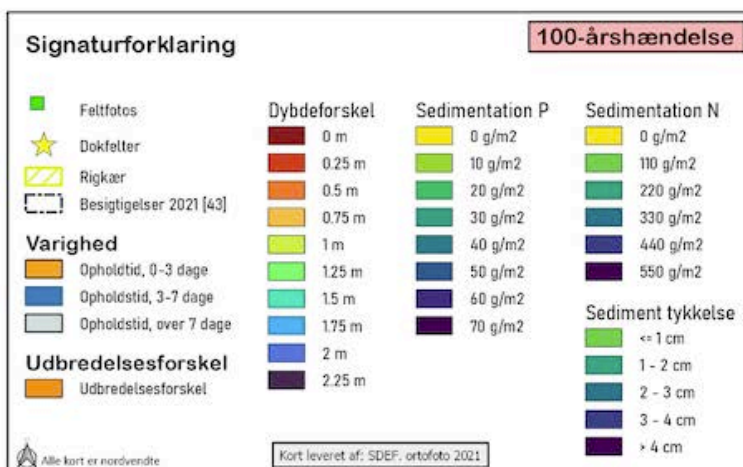 Signaturforklaring
100-årshændelse
Feltfotos
Dokfelter
Rigkær
Besigtigelser 2021 [43]
Varighed
Opholdtid, 0-3 dage
Opholdstid, 3-7 dage
Opholdstid, over 7 dage
Udbredelsesforskel
Udbredelsesforskel
Alle kort er nordvendte
Dybdeforskel
0 m
0.25 m
0.5 m
0.75 m
1 m
1.25 m
1.5 m
1.75 m
2 m
2.25 m
Sedimentation P
0 g/m2
10 g/m2
20 g/m2
30 g/m2
40 g/m2
50 g/m2
60 g/m2
70 g/m2
Sedimentation N
0 g/m2
110 g/m2
220 g/m2
330 g/m2
440 g/m2
550 g/m2
Sediment tykkelse
<= 1 cm
1 - 2 cm
2 - 3 cm
3 - 4 cm
> 4 cm
Kort leveret af: SDEF, ortofoto 2021